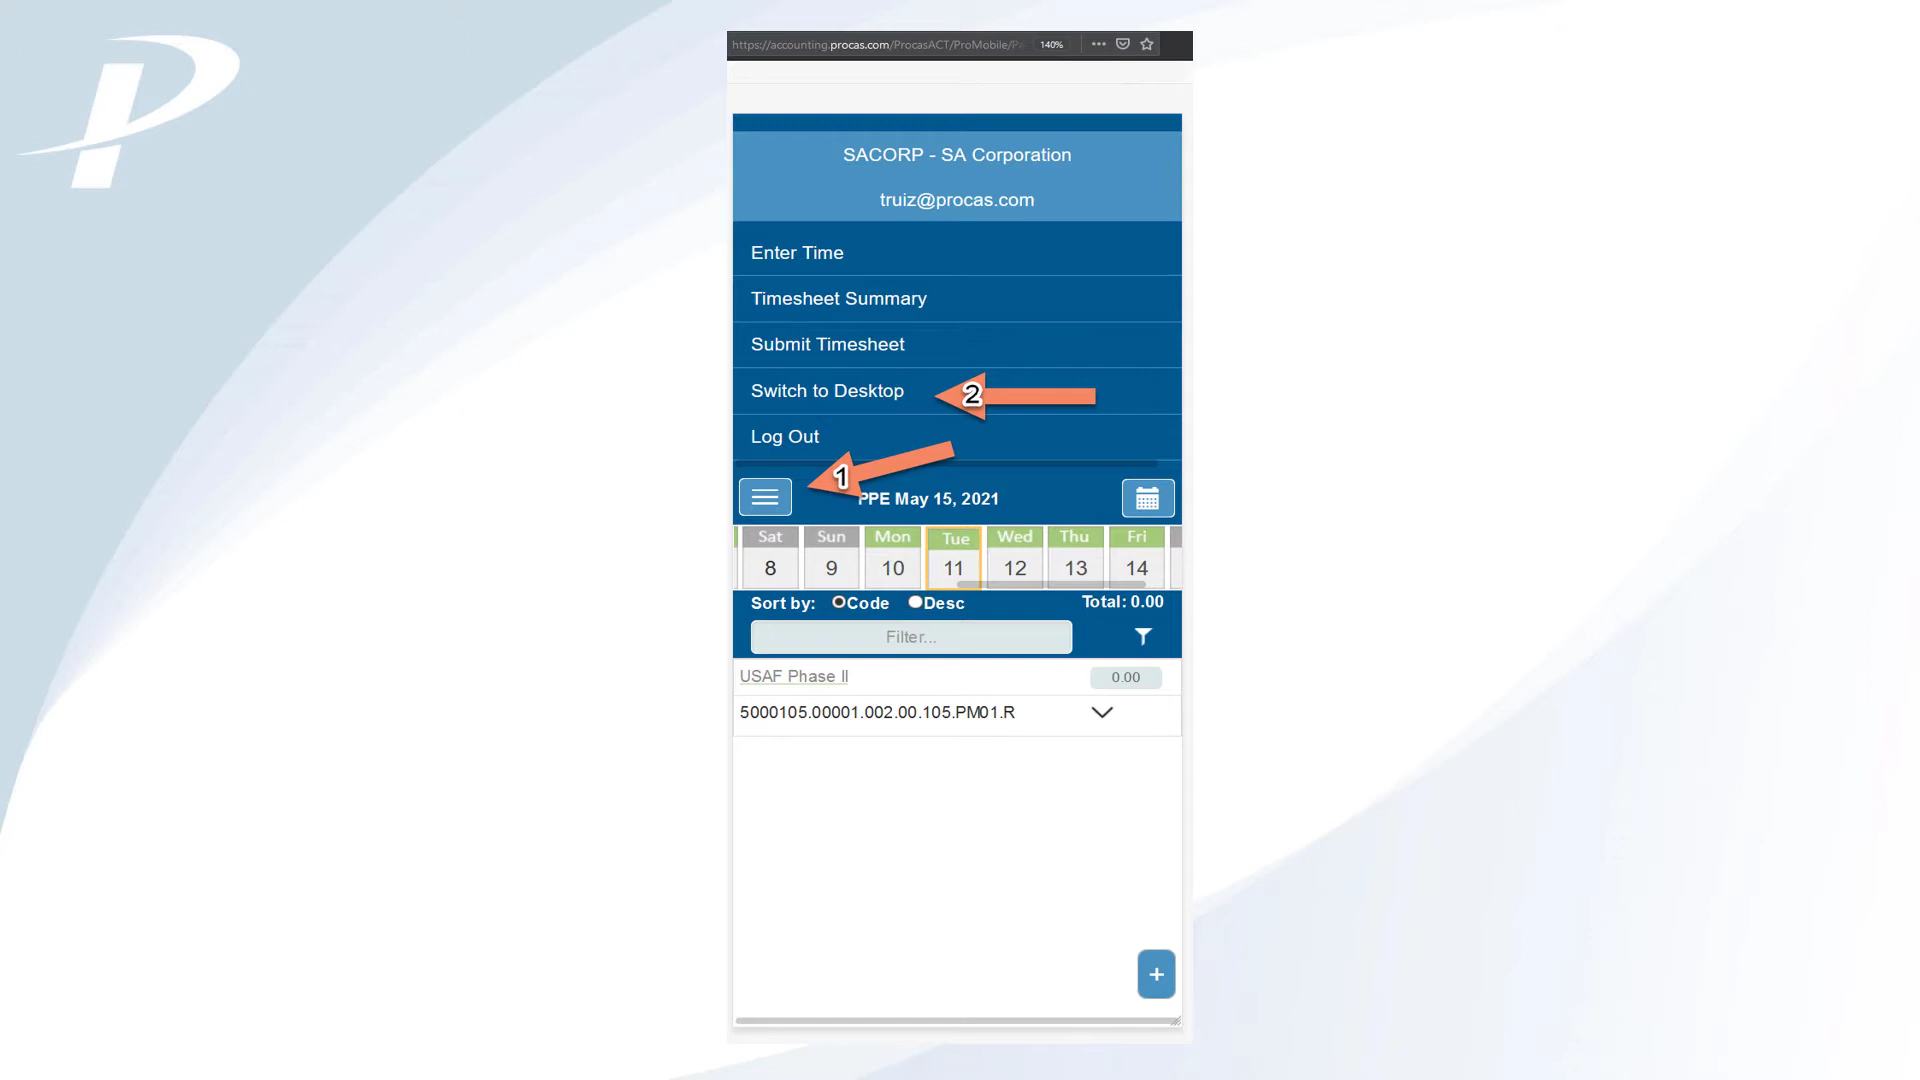 https://accounting.procas.com/ProcasACT/ProMobile/P
140%
SACORP - SA Corporation
truiz@procas.com
Enter Time
Timesheet Summary
Submit Timesheet
Switch to Desktop
2
Log Out
1
PPE May 15, 2021
Sat Sun Mon Tue Wed Thu Fri
8 9 10 11 12 13 14
Sort by: Code Desc Total: 0.00
Filter...
USAF Phase II 0.00
5000105.00001.002.00.105.PM01.R
+